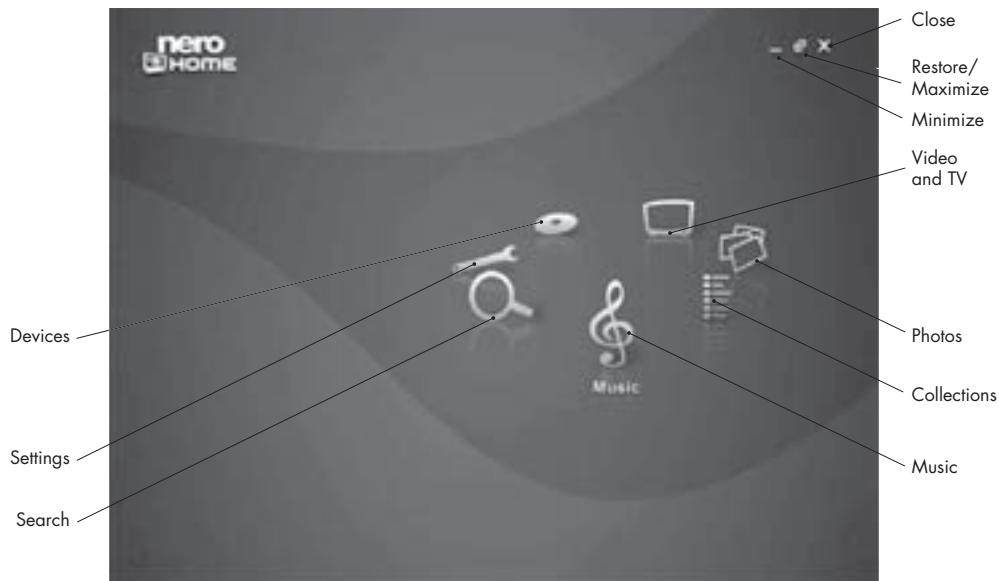 nero
HOME
Close
Restore/
Maximize
Minimize
Video
and TV
Devices
Photos
Collections
Music
Settings
Music
Search